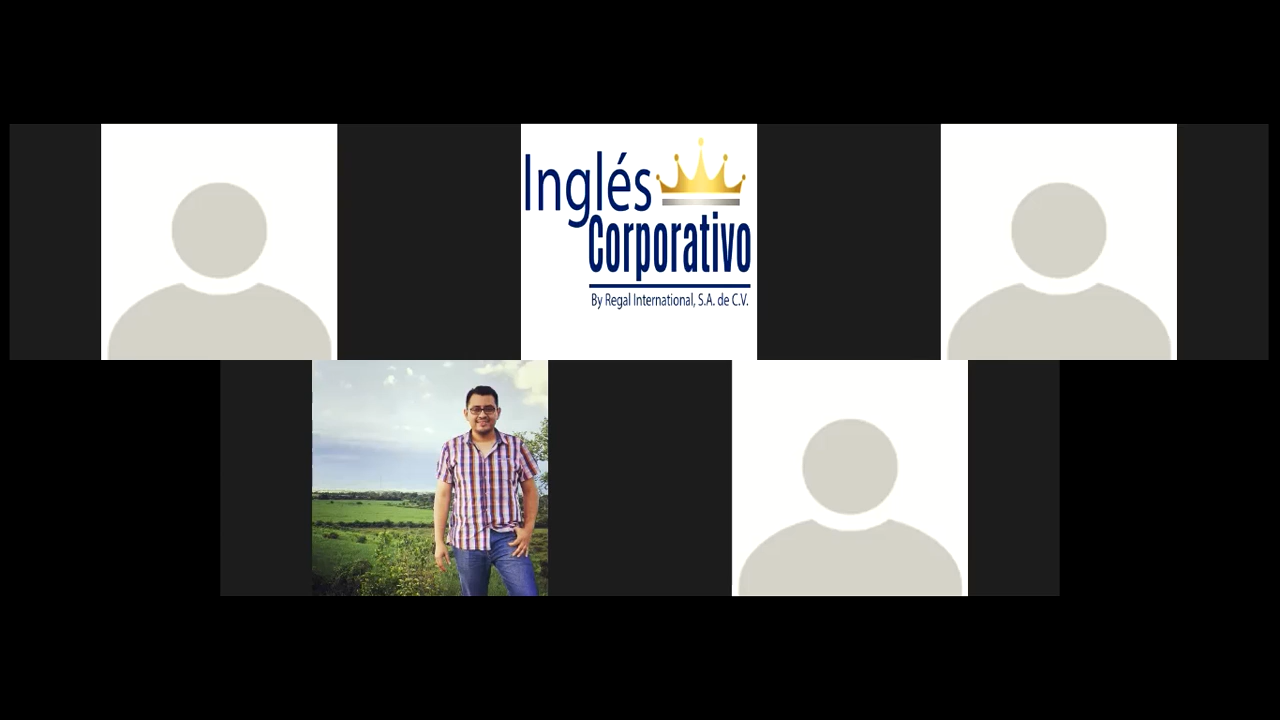 Inglés
Corporativo
By Regal International, S.A. de C.V.